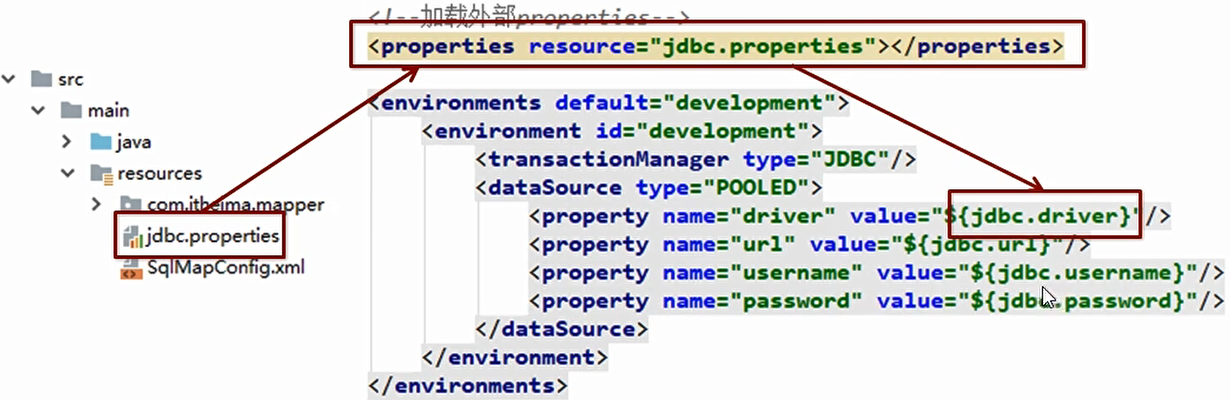 src
main
java
resources
com.itheima.mapper
jdbc.properties
SqlMapConfig.xml
<!--加载外部properties-->
<properties resource="jdbc.properties"></properties>
<environments default="development">
<environment id="development">
<transactionManager type="JDBC"/>
<dataSource type="POOLED">
<property name="driver" value="${jdbc.driver}"/>
<property name="url" value="${jdbc.url}"/>
<property name="username" value="${jdbc.username}"/>
<property name="password" value="${jdbc.password}"/>
</dataSource>
</environment>
</environments>